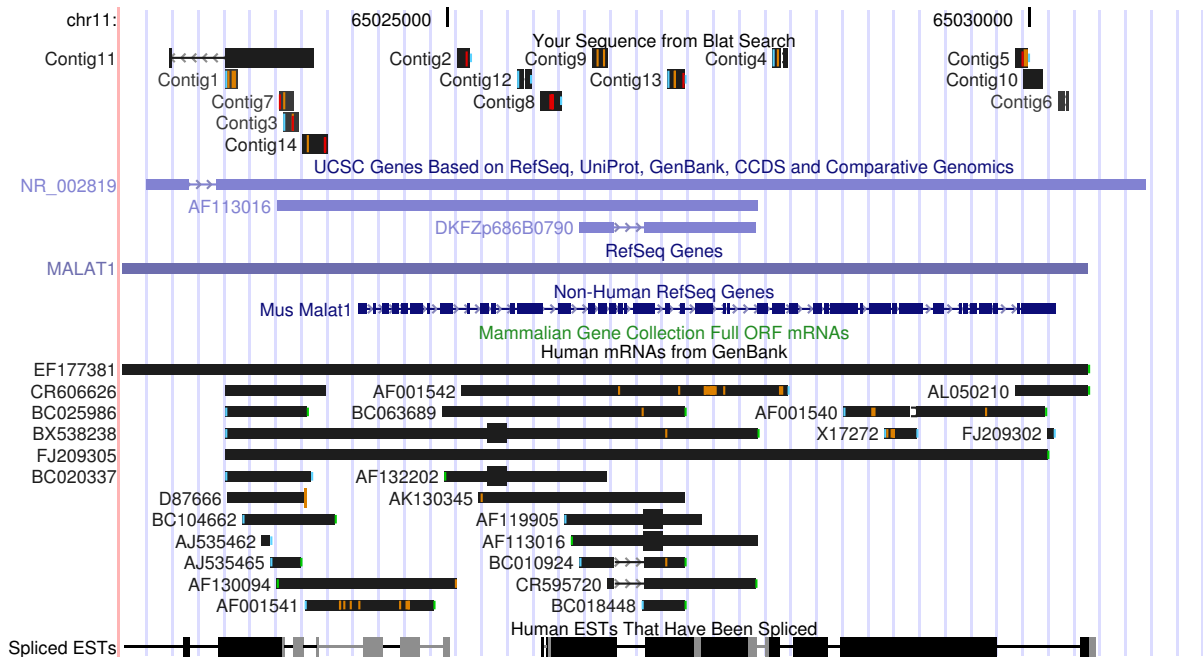 chr11: 65025000 65030000
Your Sequence from Blat Search
Contig11 Contig2 Contig9 Contig4 Contig5
Contig1 Contig12 Contig13 Contig10
Contig7 Contig8 Contig6
Contig3
Contig14
UCSC Genes Based on RefSeq, UniProt, GenBank, CCDS and Comparative Genomics
NR_002819
AF113016
DKFZp686B0790
RefSeq Genes
MALAT1
Non-Human RefSeq Genes
Mus Malat1
Mammalian Gene Collection Full ORF mRNAs
Human mRNAs from GenBank
EF177381
CR606626 AF001542 AL050210
BC025986 BC063689 AF001540
BX538238 X17272 FJ209302
FJ209305
BC020337 AF132202
D87666 AK130345
BC104662 AF119905
AJ535462 AF113016
AJ535465 BC010924
AF130094 CR595720
AF001541 BC018448
Human ESTs That Have Been Spliced
Spliced ESTs